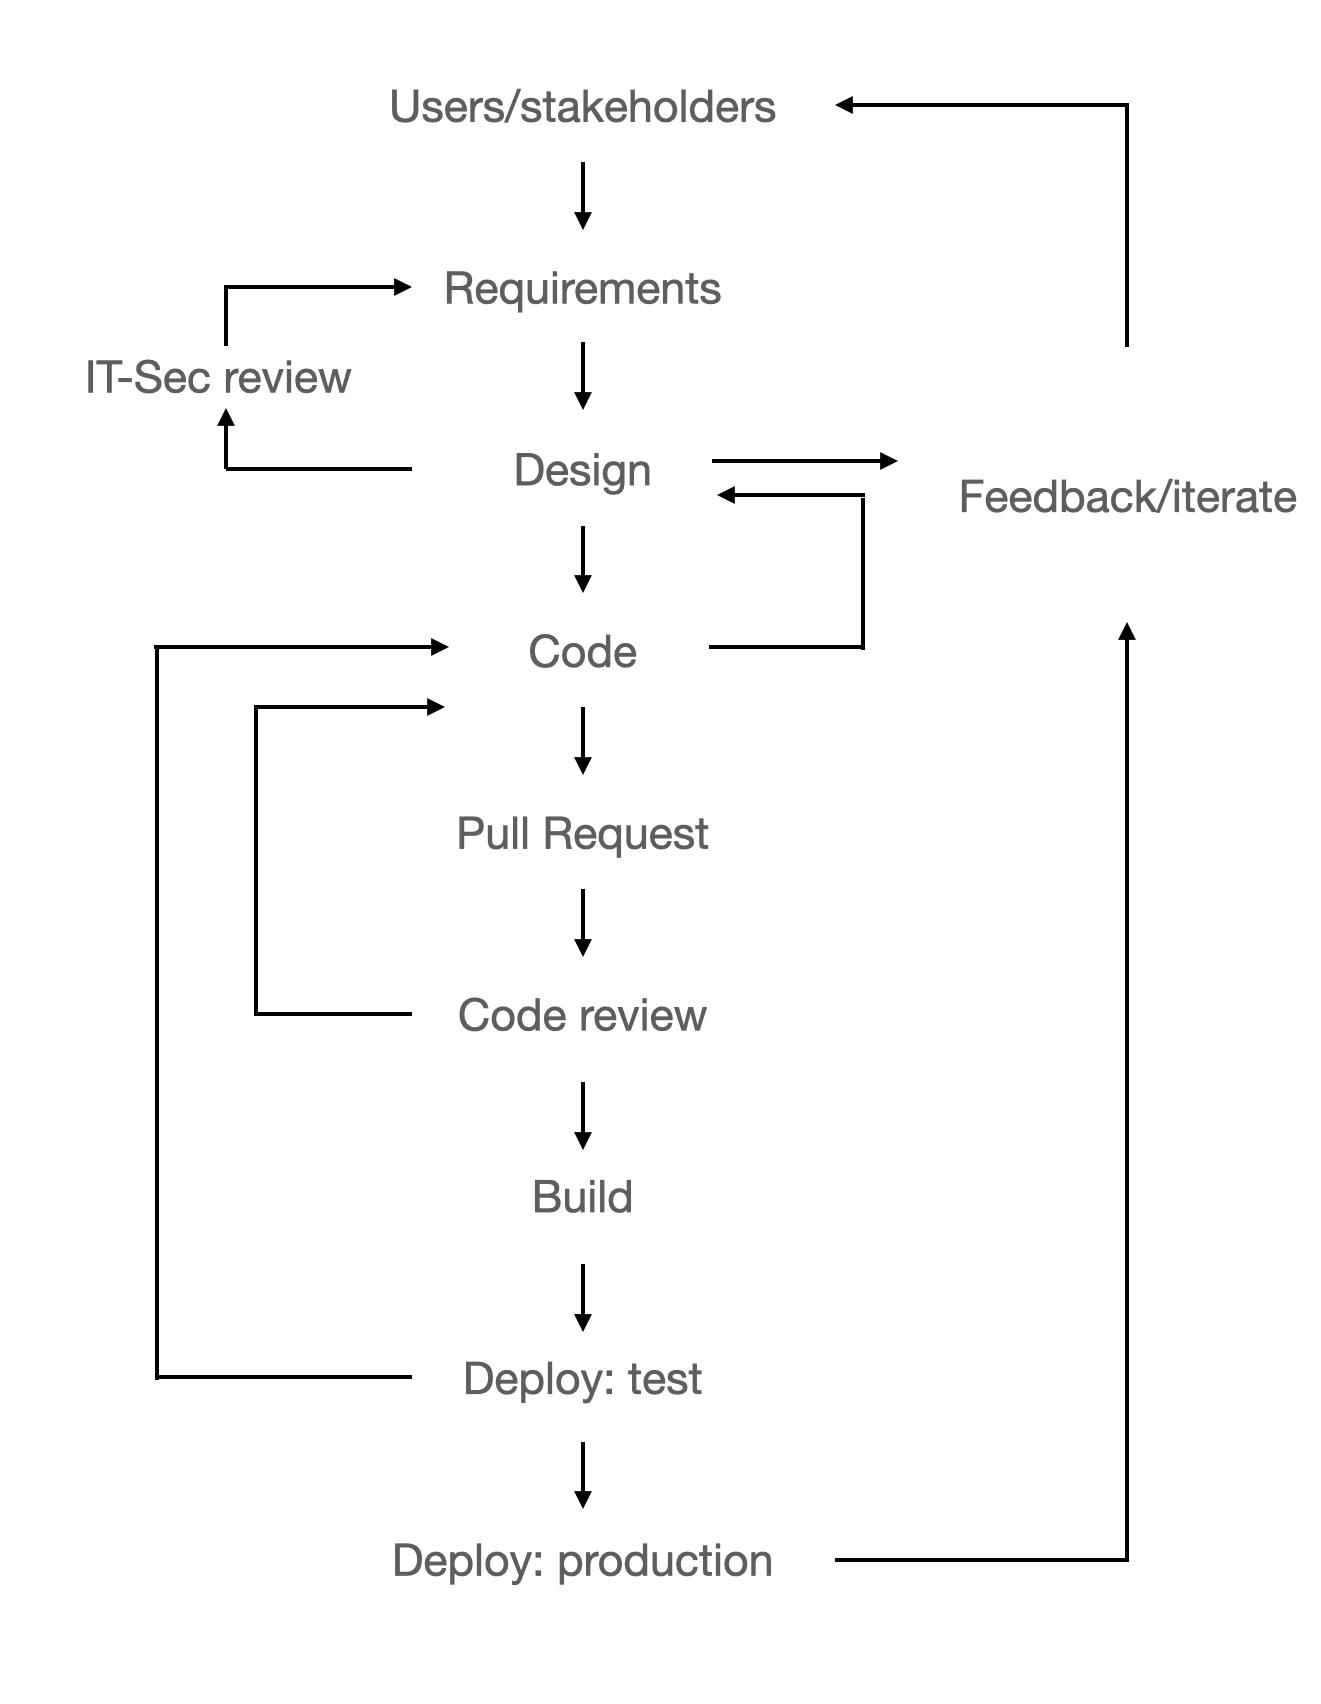 Users/stakeholders
Requirements
IT-Sec review
Design
Feedback/iterate
Code
Pull Request
Code review
Build
Deploy: test
Deploy: production